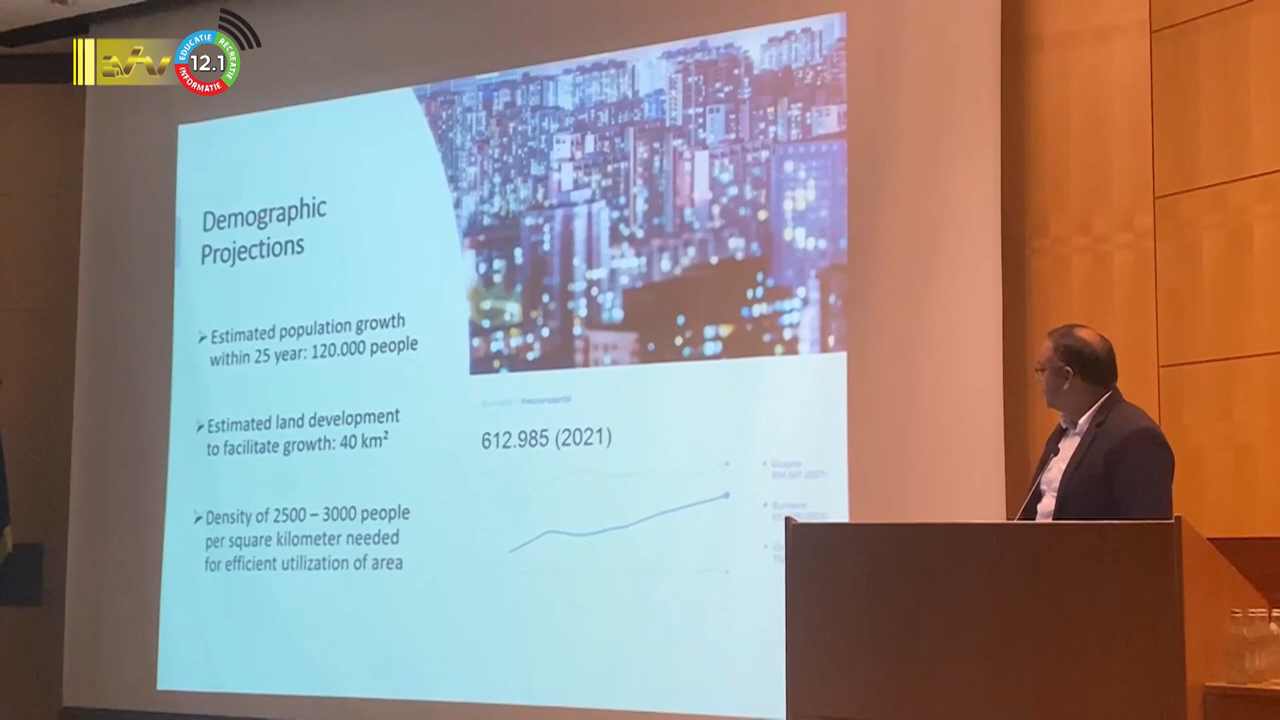 EDUCATIE
RECREATIE
INFORMATIE
12.1
Demographic
Projections
➤ Estimated population growth
within 25 year: 120.000 people
➤ Estimated land development
to facilitate growth: 40 km²
➤ Density of 2500 – 3000 people
per square kilometer needed
for efficient utilization of area
612.985 (2021)